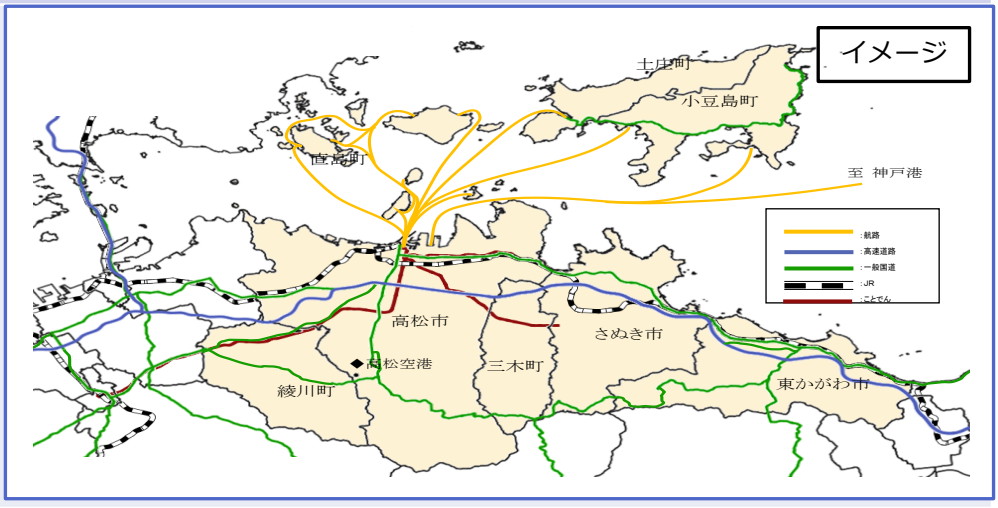 イメージ
土庄町
小豆島町
直島町
至 神戸港
：航路
：高速道路
：一般国道
：JR
：ことでん
高松市
さぬき市
高松空港
三木町
綾川町
東かがわ市